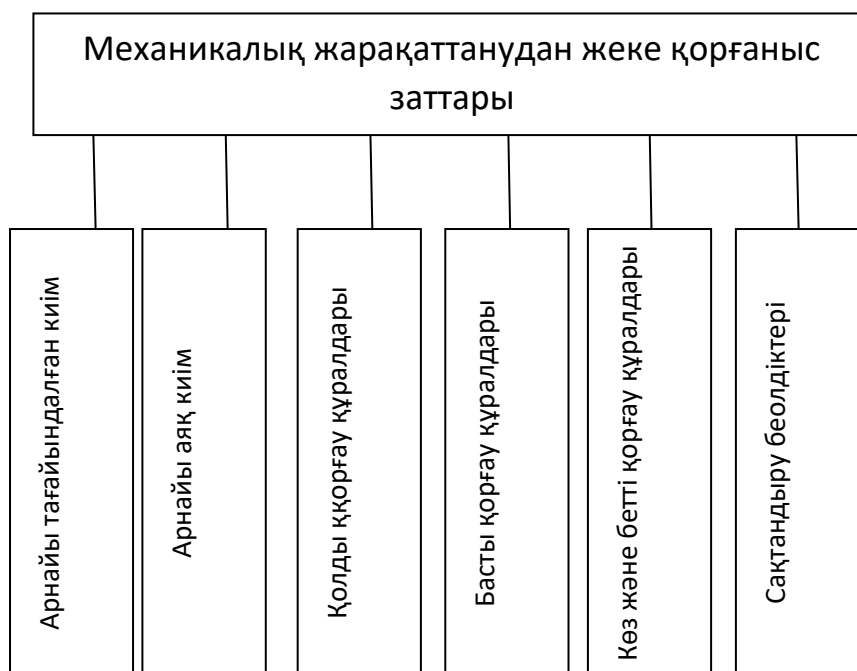 Механикалық жарақаттанудан жеке қорғаныс
заттары
Арнайы тағайындалған киім
Арнайы аяқ киім
Қолды ққорғау құралдары
Басты қорғау құралдары
Көз және бетті қорғау құралдары
Сақтандыру беолдіктері